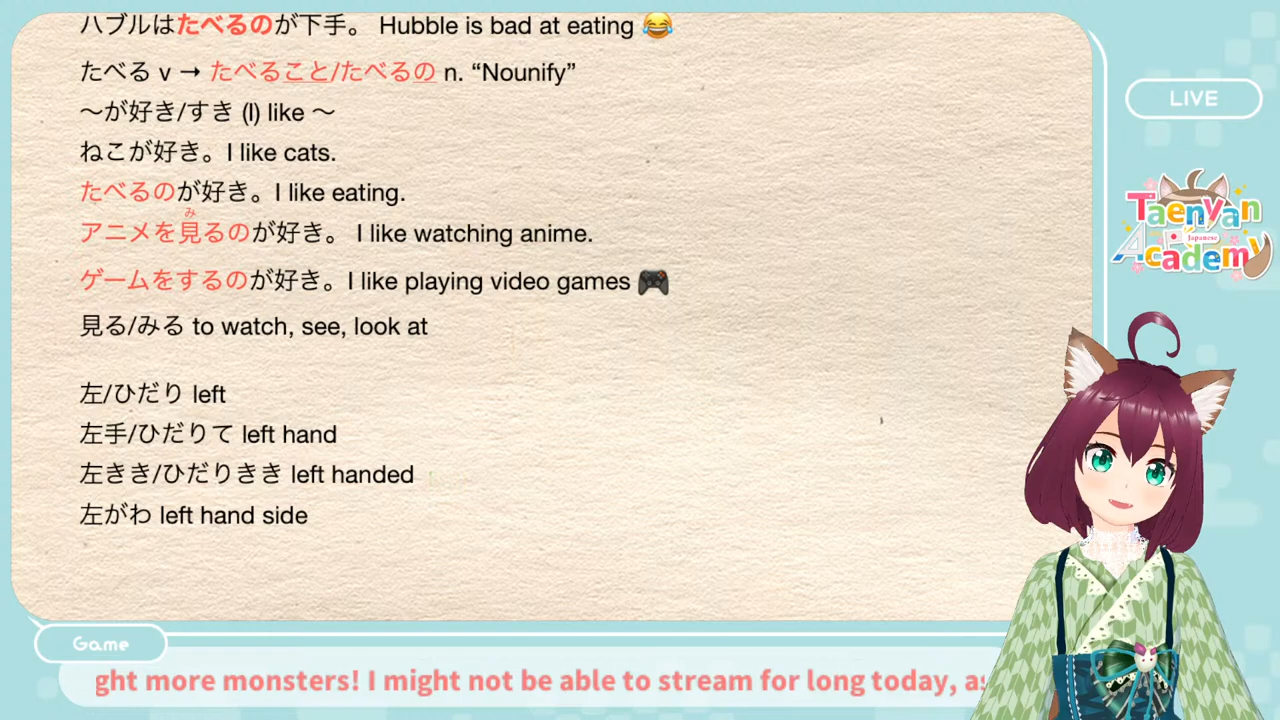 ハブルはたべるのが下手。 Hubble is bad at eating 😂
たべる v → たべること/たべるの n. “Nounify”
〜が好き/すき (I) like 〜
ねこが好き。I like cats.
たべるのが好き。I like eating.
み
アニメを見るのが好き。 I like watching anime.
ゲームをするのが好き。I like playing video games 🎮
見る/みる to watch, see, look at
左/ひだり left
左手/ひだりて left hand
左きき/ひだりきき left handed
左がわ left hand side
LIVE
Taenyan
Japanese
Academy
Game
ght more monsters! I might not be able to stream for long today, as